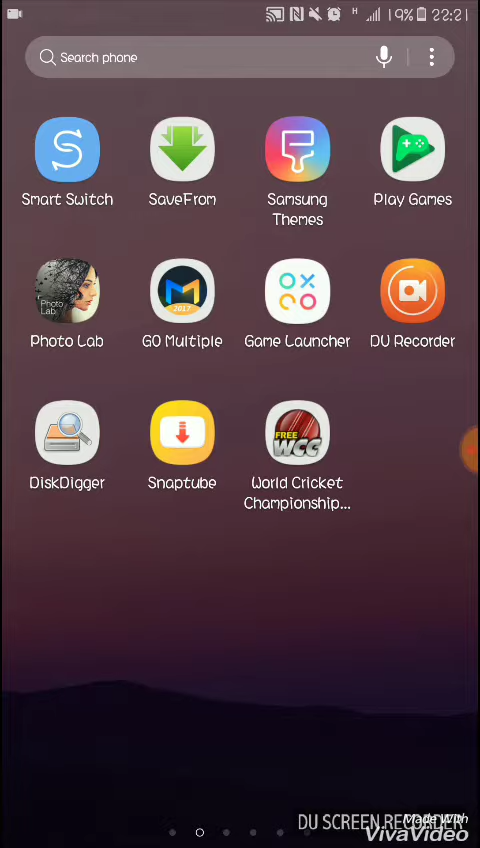 H 19% 22:21
Search phone
Smart Switch
SaveFrom
Samsung
Themes
Play Games
Photo
Lab
2017
FREE
WCC
Photo Lab
GO Multiple
Game Launcher
DU Recorder
DiskDigger
Snaptube
World Cricket
Championship...
DU SCREEN RECORDER
Made With
VivaVideo